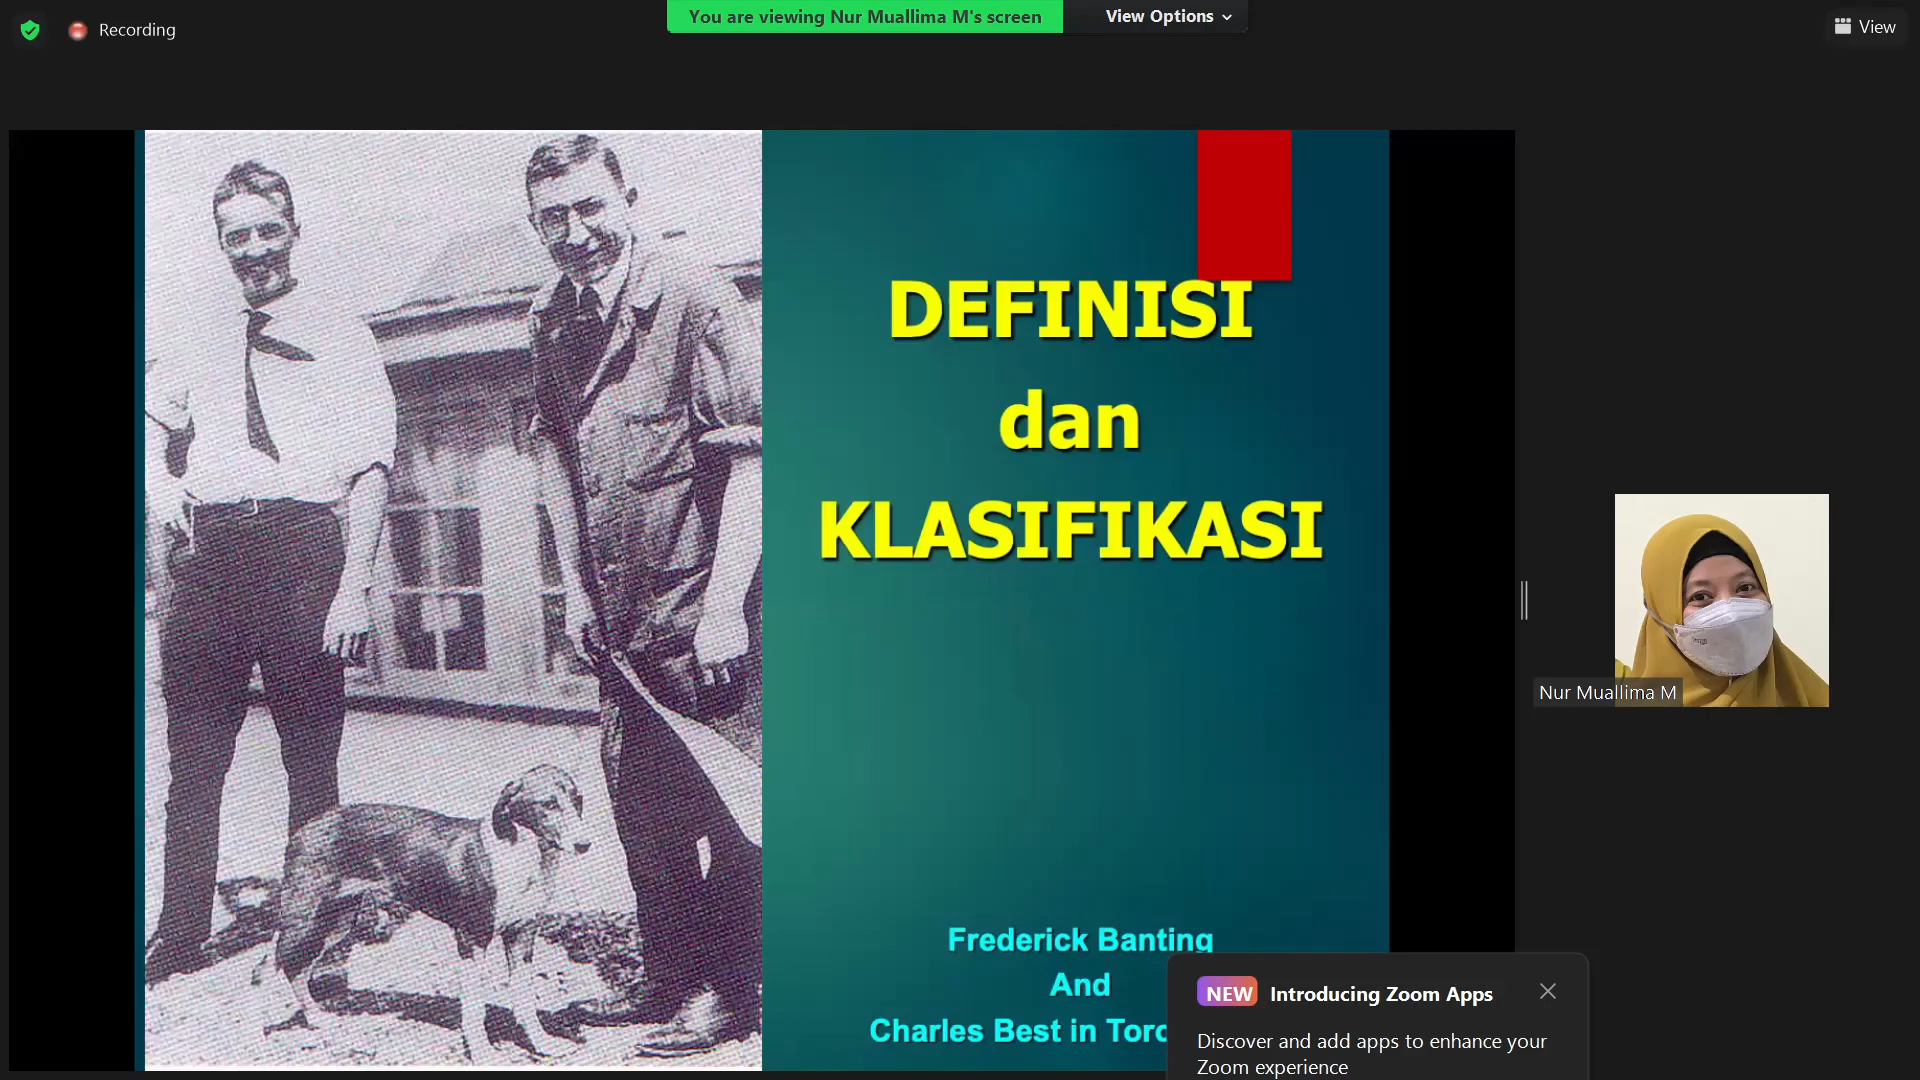 Recording
You are viewing Nur Muallima M's screen
View Options
View
DEFINISI
dan
KLASIFIKASI
Frederick Banting
And
Charles Best in
Nur Muallima M
NEW Introducing Zoom Apps
Discover and add apps to enhance your
Zoom experience